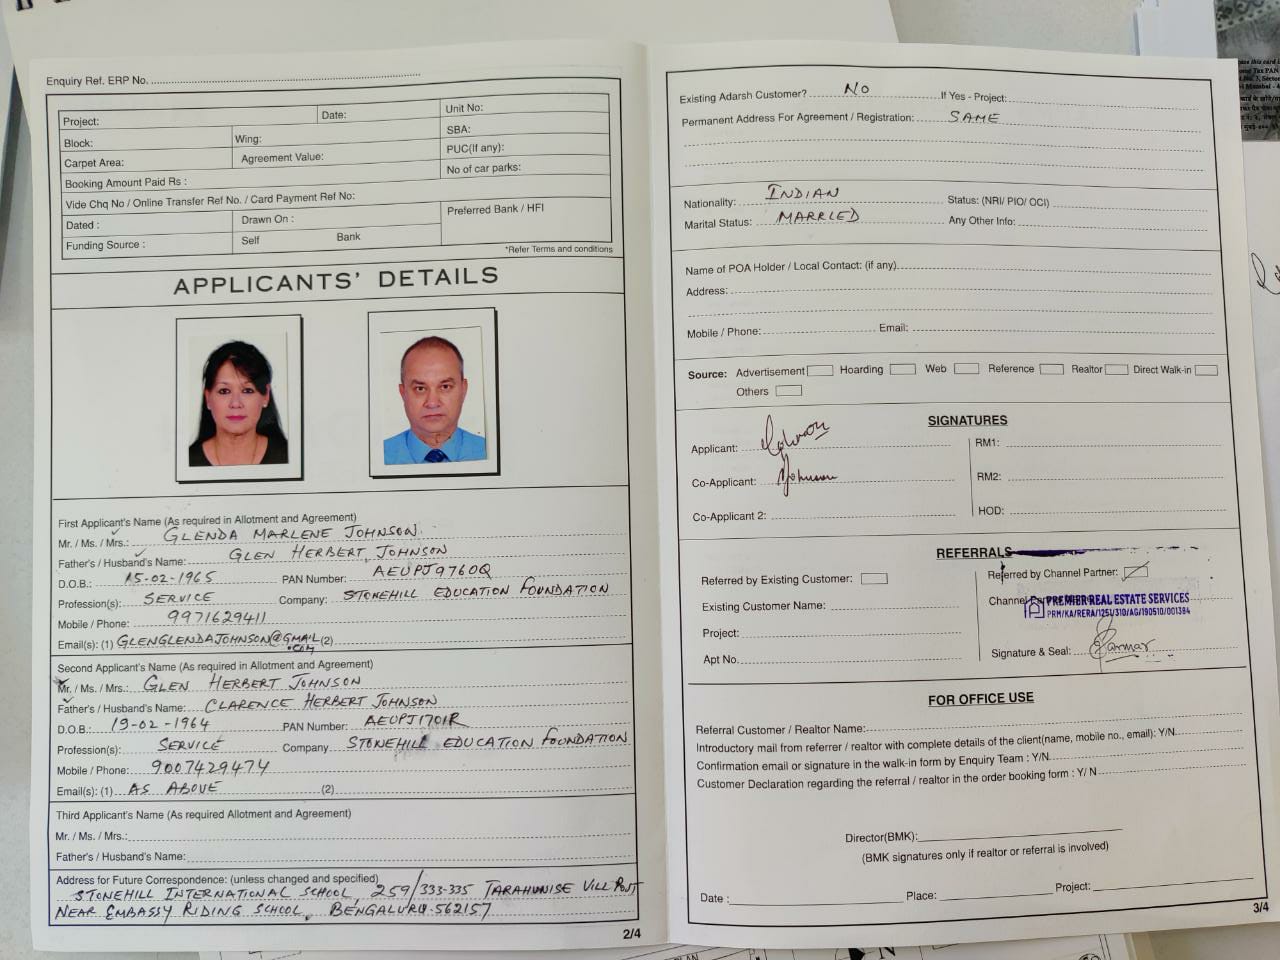 Enquiry Ref. ERP No.
Project: Date: Unit No:
Block: Wing: SBA:
Carpet Area: Agreement Value: PUC(if any):
Booking Amount Paid Rs : No of car parks:
Vide Chq No / Online Transfer Ref No. / Card Payment Ref No:
Dated : Drawn On : Preferred Bank / HFI
Funding Source : Self Bank
*Refer Terms and conditions
APPLICANTS' DETAILS
First Applicant's Name (As required in Allotment and Agreement)
Mr. / Ms. / Mrs.: GLENDA MARLENE JOHNSON.
Father's / Husband's Name: GLEN HERBERT JOHNSON
D.O.B.: 15-02-1965 PAN Number: AEUPJ9760Q
Profession(s): SERVICE Company: STONEHILL EDUCATION FOUNDATION
Mobile / Phone: 9971629411
Email(s): (1) GLENGLENDAJOHNSON@GMAIL.COM (2)
Second Applicant's Name (As required in Allotment and Agreement)
Mr. / Ms. / Mrs.: GLEN HERBERT JOHNSON
Father's / Husband's Name: CLARENCE HERBERT JOHNSON
D.O.B.: 19-02-1964 PAN Number: AEUPJ1701R
Profession(s): SERVICE Company STONEHILL EDUCATION FOUNDATION
Mobile / Phone: 9007429474
Email(s): (1) AS ABOVE (2)
Third Applicant's Name (As required Allotment and Agreement)
Mr. / Ms. / Mrs.:
Father's / Husband's Name:
Address for Future Correspondence: (unless changed and specified)
STONEHILL INTERNATIONAL SCHOOL, 259/333-335 TARAHUNISE VILL POST
NEAR EMBASSY RIDING SCHOOL, BENGALURU-562157
2/4
Existing Adarsh Customer? NO If Yes - Project:
Permanent Address For Agreement / Registration: SAME
Nationality: INDIAN Status: (NRI/ PIO/ OCI)
Marital Status: MARRIED Any Other Info:
Name of POA Holder / Local Contact: (if any)
Address:
Mobile / Phone: Email:
Source: Advertisement Hoarding Web Reference Realtor Direct Walk-in
Others
SIGNATURES
Applicant: RM1:
Co-Applicant: Johnson RM2:
Co-Applicant 2: HOD:
REFERRALS
Referred by Existing Customer: Referred by Channel Partner:
Existing Customer Name: Channel
PREMIER REAL ESTATE SERVICES
PRM/KA/RERA/1251/310/AG/190510/001384
Project:
Apt No. Signature & Seal: Parmar
FOR OFFICE USE
Referral Customer / Realtor Name:
Introductory mail from referrer / realtor with complete details of the client(name, mobile no., email): Y/N
Confirmation email or signature in the walk-in form by Enquiry Team : Y/N
Customer Declaration regarding the referral / realtor in the order booking form : Y/ N
Director(BMK):
(BMK signatures only if realtor or referral is involved)
Date : Place: Project:
3/4